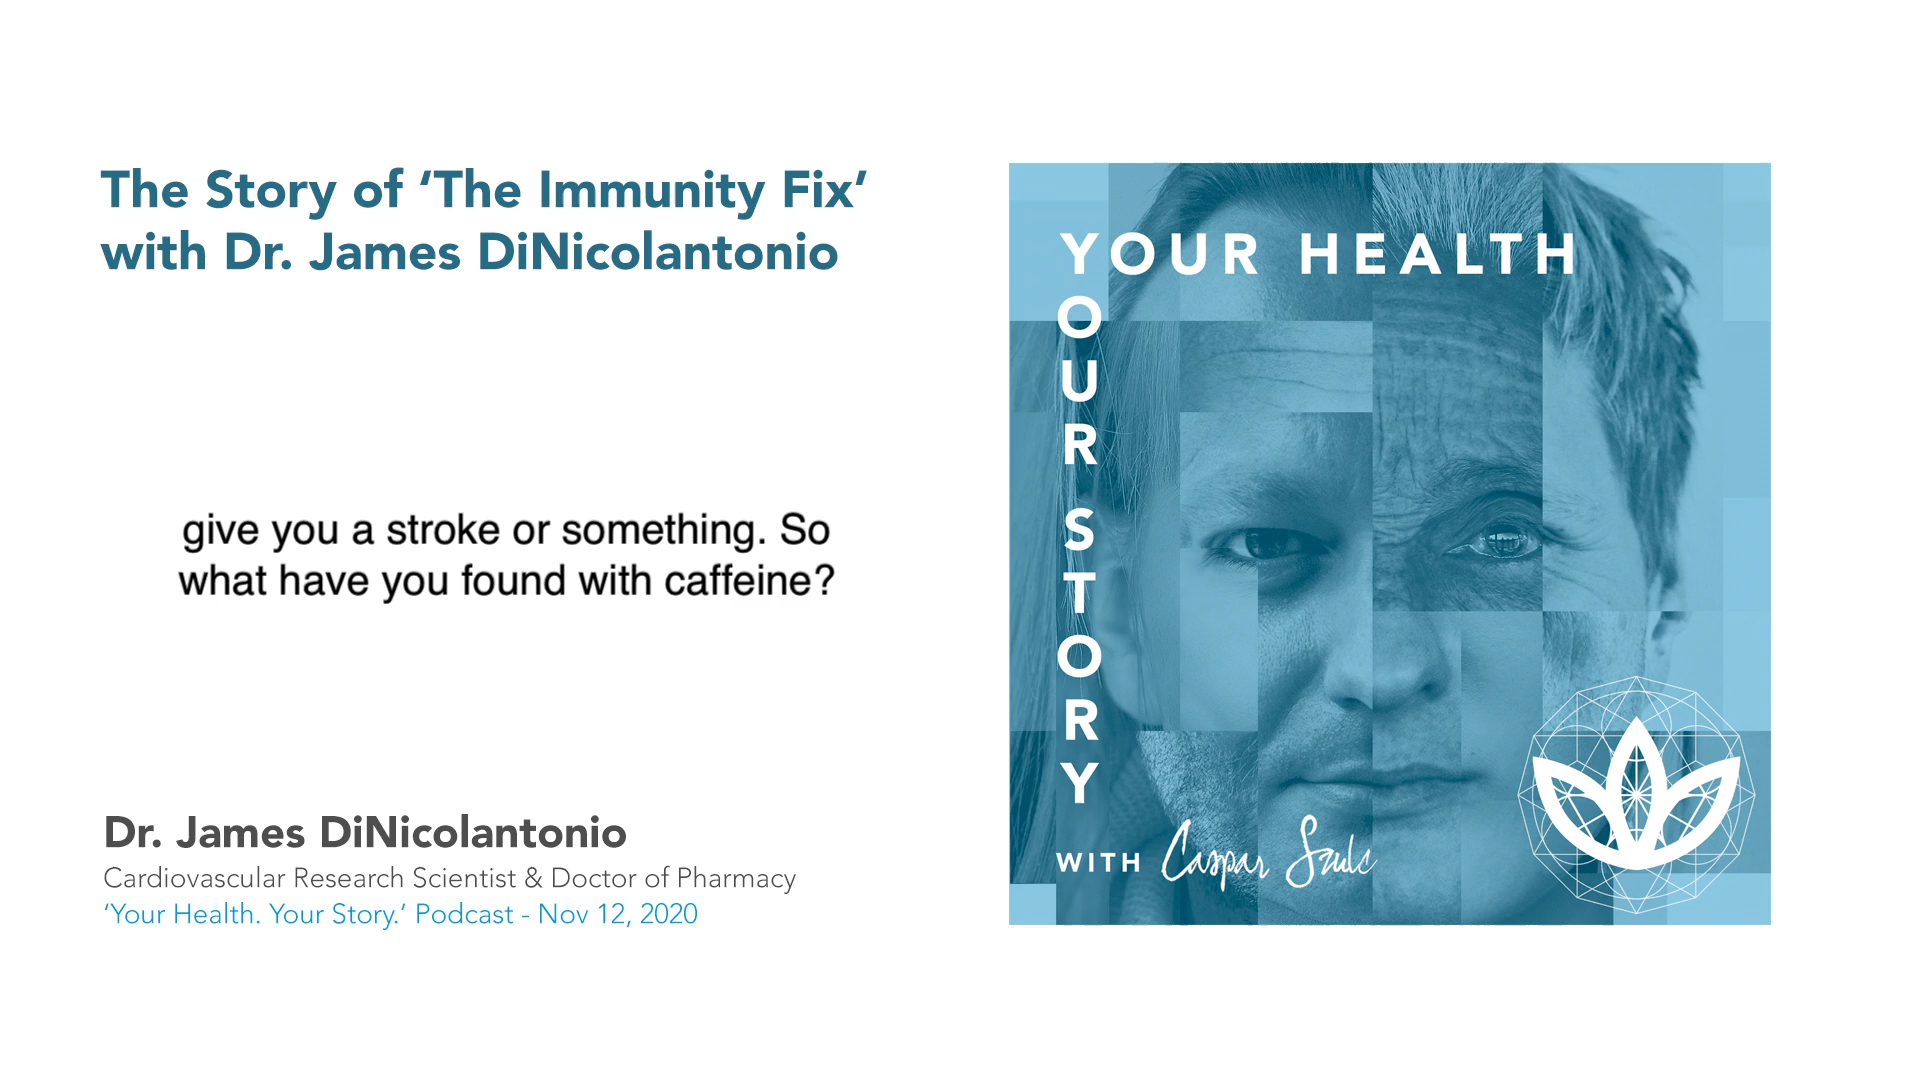 The Story of ‘The Immunity Fix’
with Dr. James DiNicolantonio
give you a stroke or something. So
what have you found with caffeine?
Dr. James DiNicolantonio
Cardiovascular Research Scientist & Doctor of Pharmacy
‘Your Health. Your Story.’ Podcast - Nov 12, 2020
YOUR HEALTH
YOUR STORY
WITH Caspar Szulc